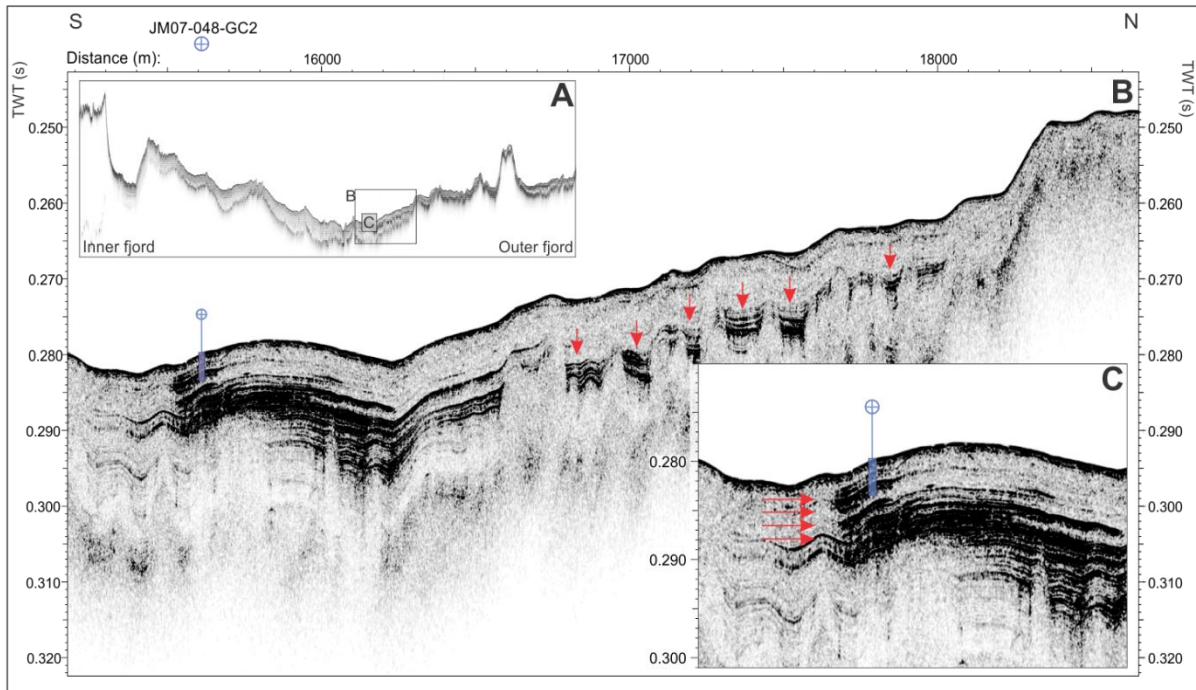 S N
JM07-048-GC2
Distance (m): 16000 17000 18000
TWT (s) TWT (s)
A B
0.250 0.250
B
C
0.260 0.260
Inner fjord Outer fjord
0.270 0.270
0.280 0.280
C
0.290 0.290
0.280
0.300 0.300
0.290
0.310 0.310
0.300
0.320 0.320